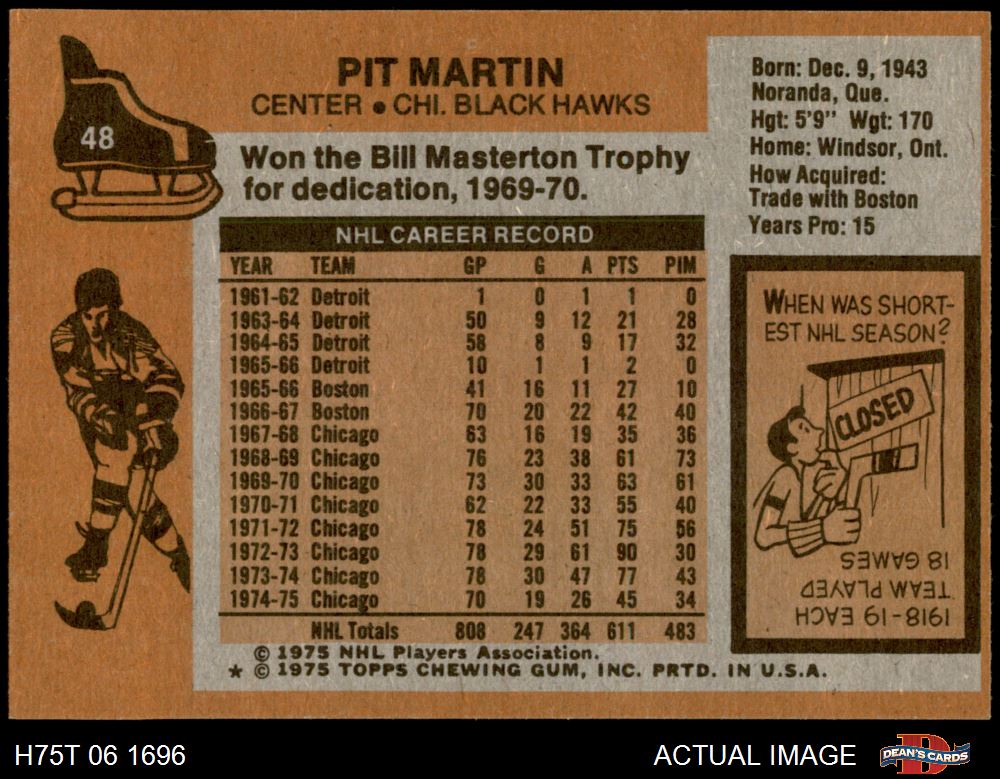 PIT MARTIN
CENTER • CHI. BLACK HAWKS
48
Won the Bill Masterton Trophy
for dedication, 1969-70.
Born: Dec. 9, 1943
Noranda, Que.
Hgt: 5'9" Wgt: 170
Home: Windsor, Ont.
How Acquired:
Trade with Boston
Years Pro: 15
NHL CAREER RECORD
YEAR TEAM GP G A PTS PIM
1961-62 Detroit 1 0 1 1 0
1963-64 Detroit 50 9 12 21 28
1964-65 Detroit 58 8 9 17 32
1965-66 Detroit 10 1 1 2 0
1965-66 Boston 41 16 11 27 10
1966-67 Boston 70 20 22 42 40
1967-68 Chicago 63 16 19 35 36
1968-69 Chicago 76 23 38 61 73
1969-70 Chicago 73 30 33 63 61
1970-71 Chicago 62 22 33 55 40
1971-72 Chicago 78 24 51 75 56
1972-73 Chicago 78 29 61 90 30
1973-74 Chicago 78 30 47 77 43
1974-75 Chicago 70 19 26 45 34
NHL Totals 808 247 364 611 483
© 1975 NHL Players Association.
★ © 1975 TOPPS CHEWING GUM, INC. PRTD. IN U.S.A.
WHEN WAS SHORT-
EST NHL SEASON?
CLOSED
1918-19 EACH
TEAM PLAYED
18 GAMES
H75T 06 1696
ACTUAL IMAGE
D
DEAN'S CARDS